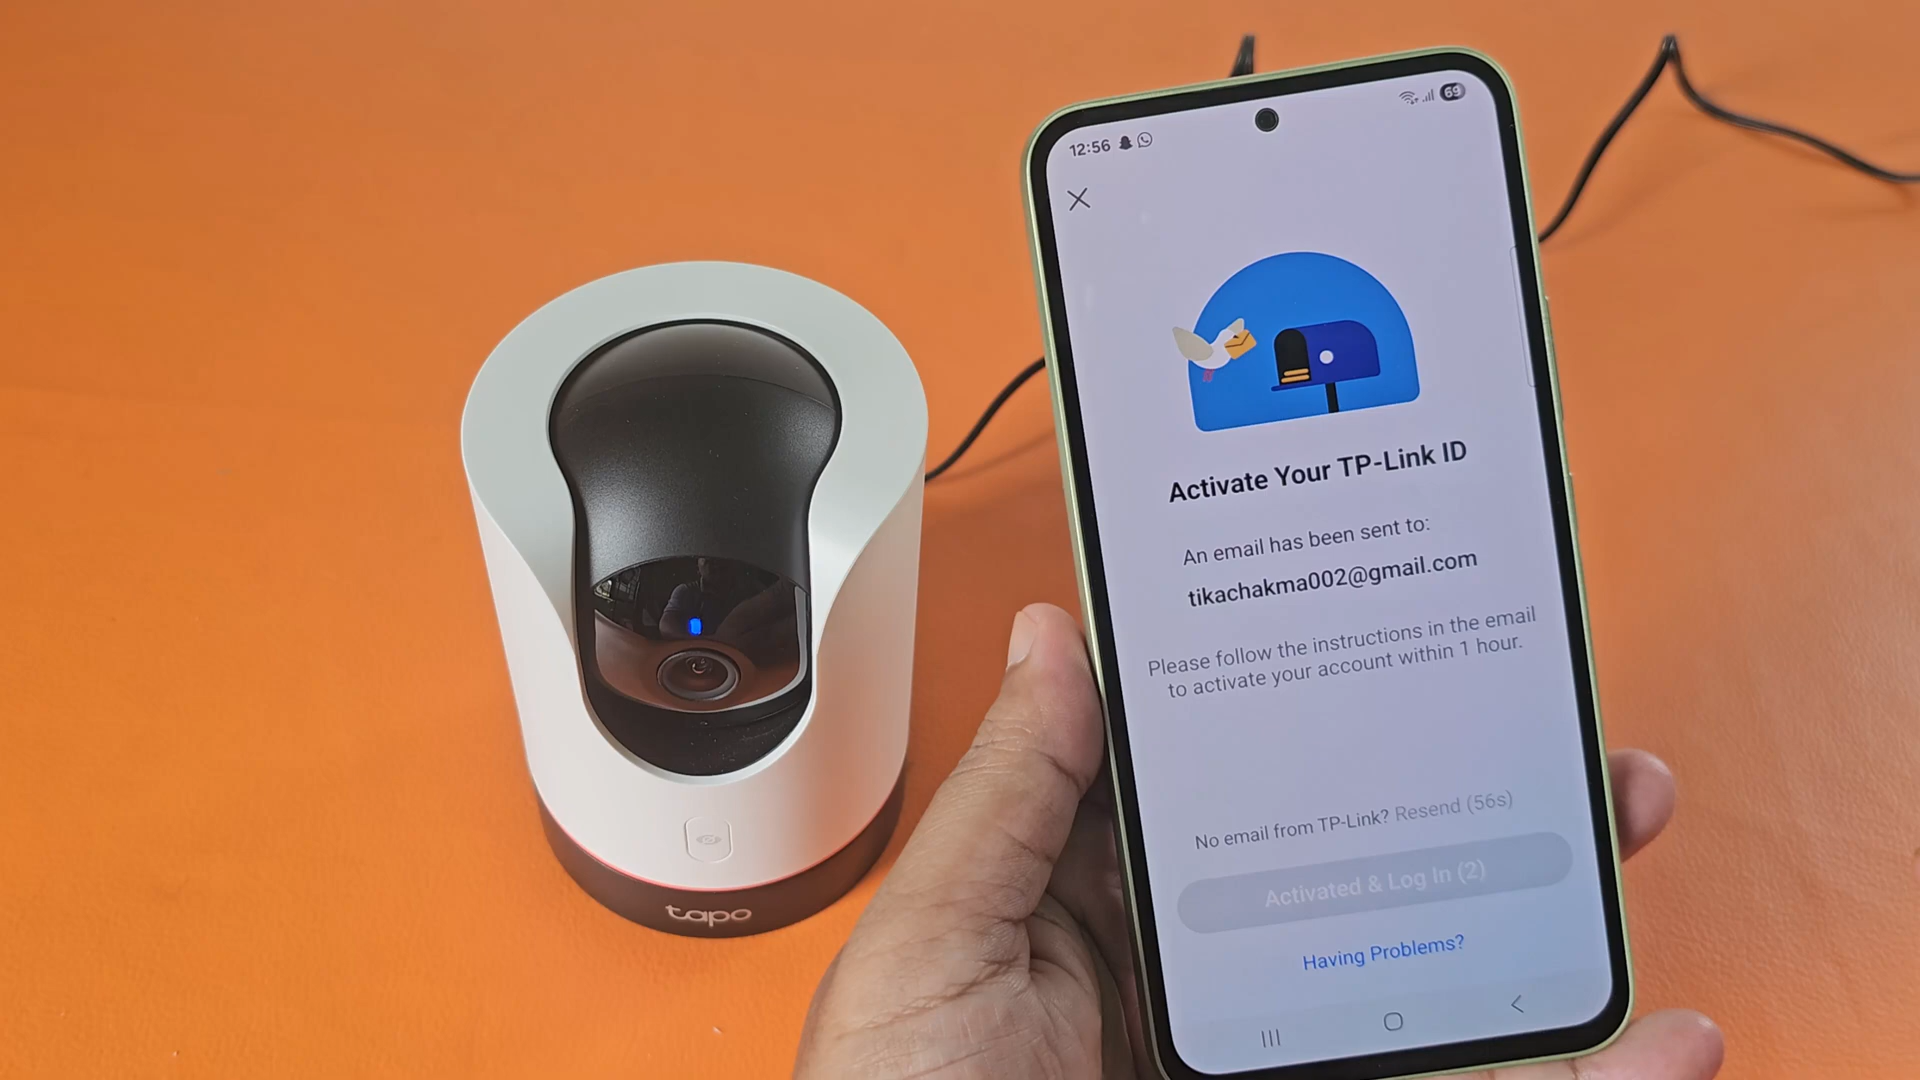 12:56
69
Activate Your TP-Link ID
An email has been sent to:
tikachakma002@gmail.com
Please follow the instructions in the email
to activate your account within 1 hour.
No email from TP-Link? Resend (56s)
Activated & Log In (2)
Having Problems?
tapo